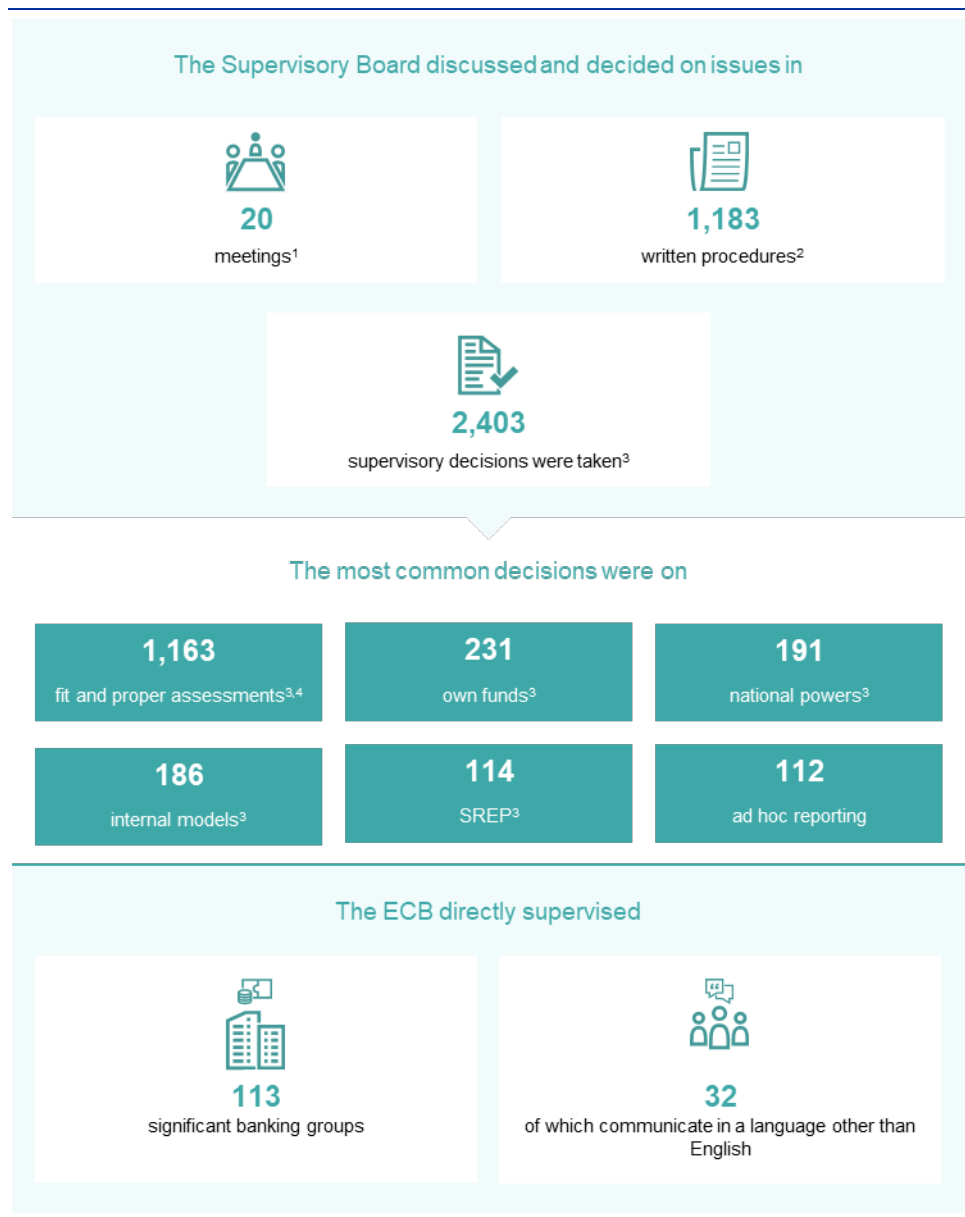 The Supervisory Board discussed and decided on issues in
20
meetings¹
1,183
written procedures²
2,403
supervisory decisions were taken³
The most common decisions were on
1,163
fit and proper assessments³,⁴
231
own funds³
191
national powers³
186
internal models³
114
SREP³
112
ad hoc reporting
The ECB directly supervised
113
significant banking groups
32
of which communicate in a language other than
English